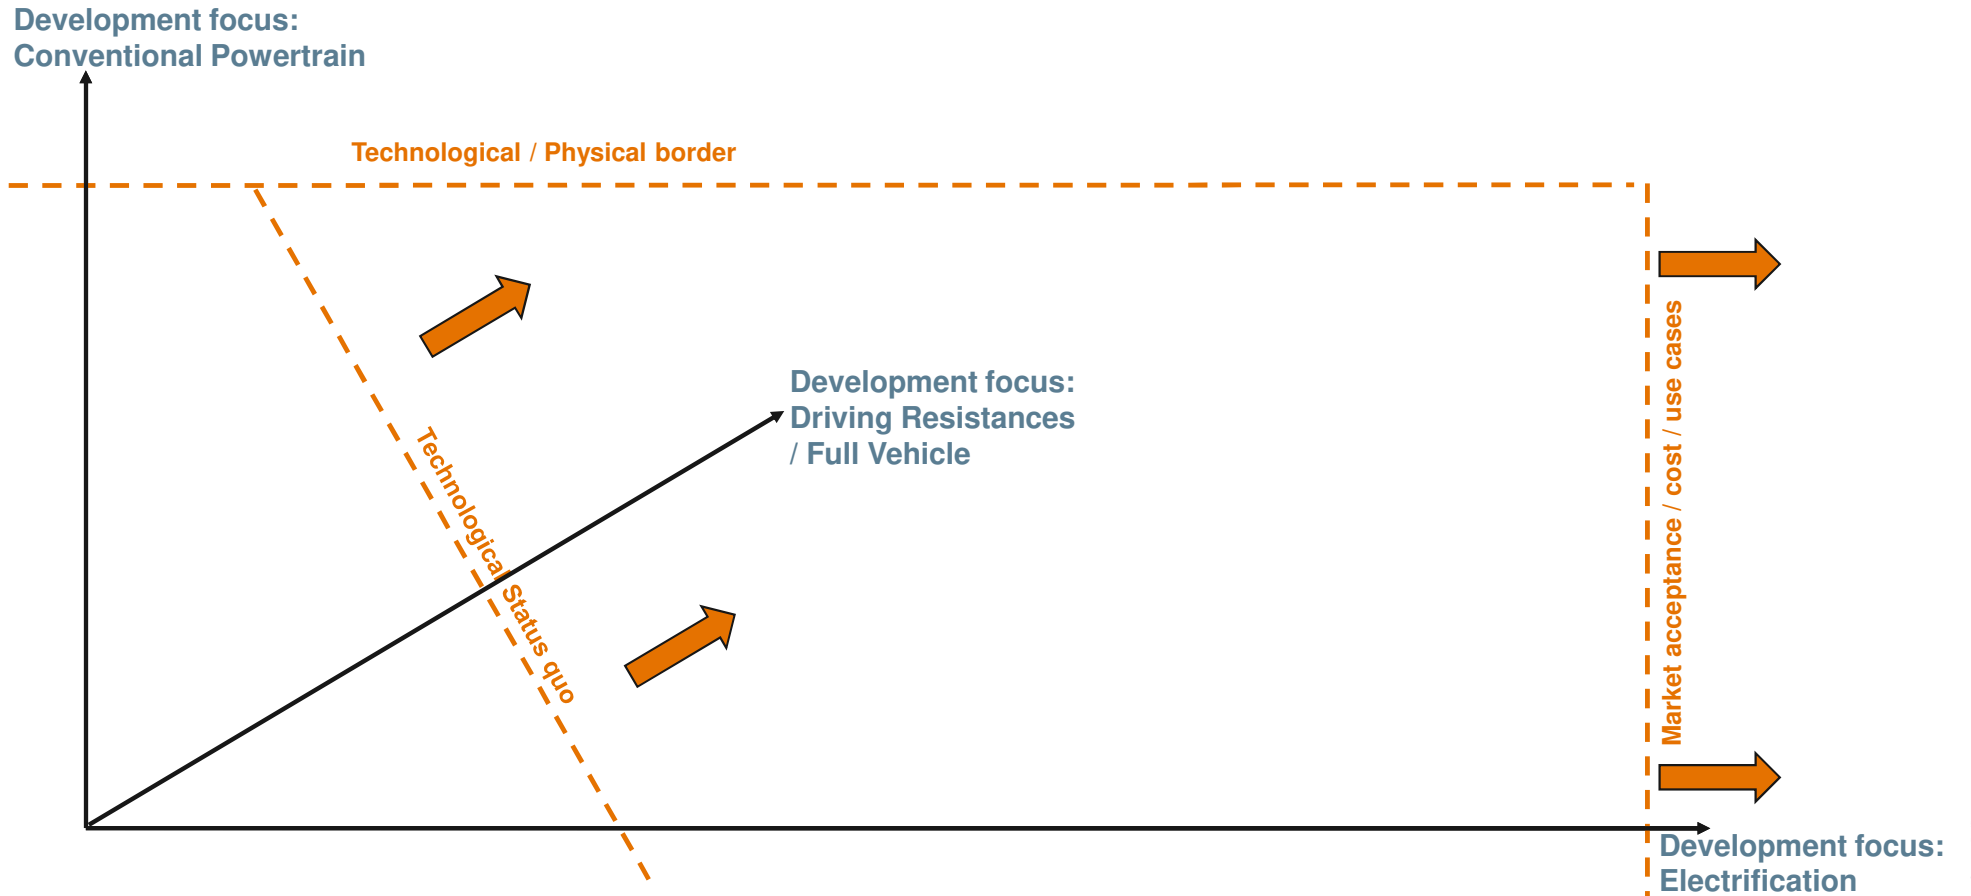 Development focus:
Conventional Powertrain
Technological / Physical border
Development focus:
Driving Resistances
/ Full Vehicle
Technological Status quo
Market acceptance / cost / use cases
Development focus:
Electrification